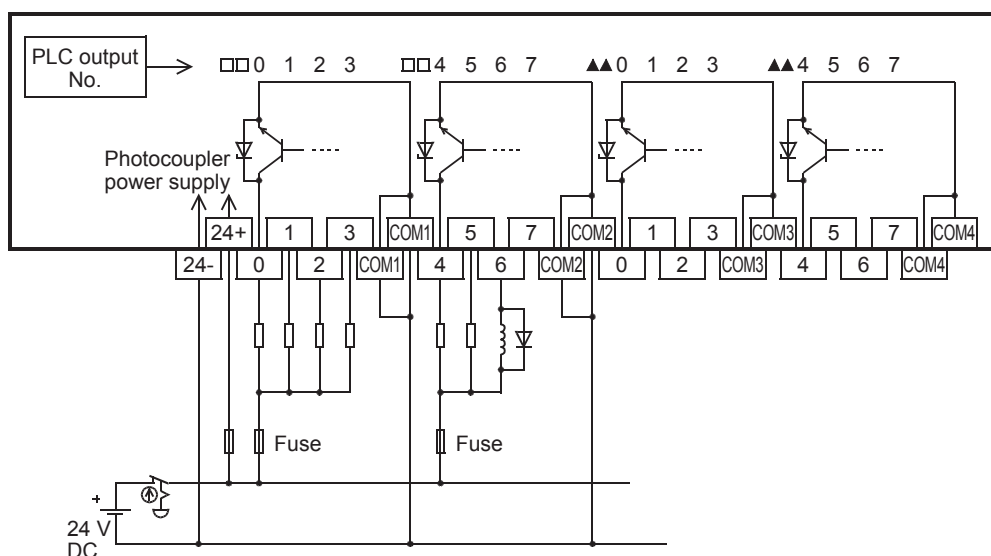 PLC output
No.
□□0 1 2 3 □□4 5 6 7 ▲▲0 1 2 3 ▲▲4 5 6 7
Photocoupler
power supply
24+ 1 3 COM1 5 7 COM2 1 3 COM3 5 7 COM4
24- 0 2 COM1 4 6 COM2 0 2 COM3 4 6 COM4
Fuse Fuse
+
24 V
DC